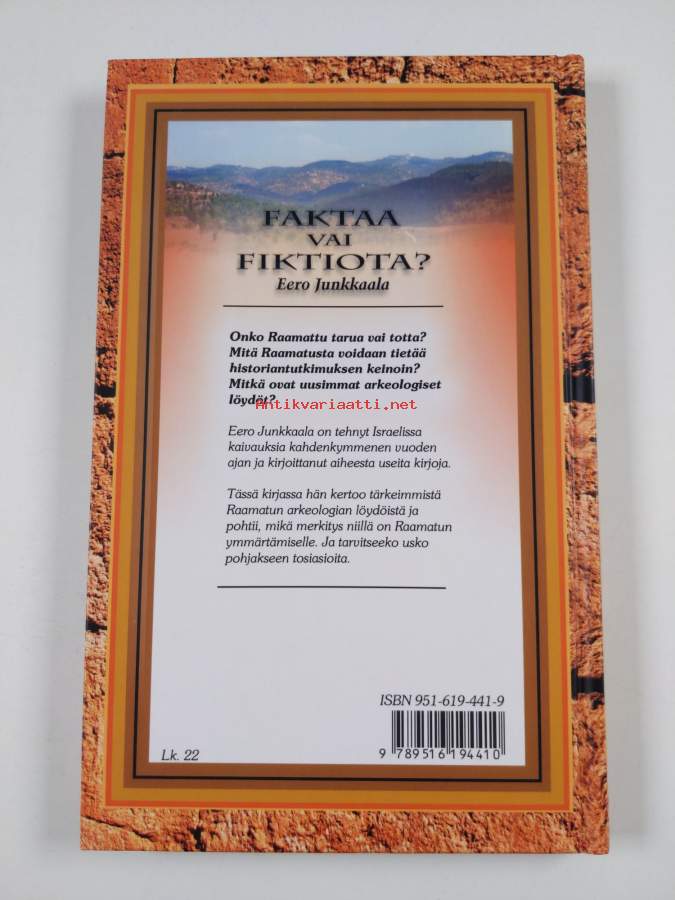 FAKTAA
VAI
FIKTIOTA?
Eero Junkkaala
Onko Raamattu tarua vai totta?
Mitä Raamatusta voidaan tietää
historiantutkimuksen keinoin?
Mitkä ovat uusimmat arkeologiset
löydöt?
Antikvariaatti.net
Eero Junkkaala on tehnyt Israelissa
kaivauksia kahdenkymmenen vuoden
ajan ja kirjoittanut aiheesta useita kirjoja.
Tässä kirjassa hän kertoo tärkeimmistä
Raamatun arkeologian löydöistä ja
pohtii, mikä merkitys niillä on Raamatun
ymmärtämiselle. Ja tarvitseeko usko
pohjakseen tosiasioita.
ISBN 951-619-441-9
9 789516 194410
Lk. 22